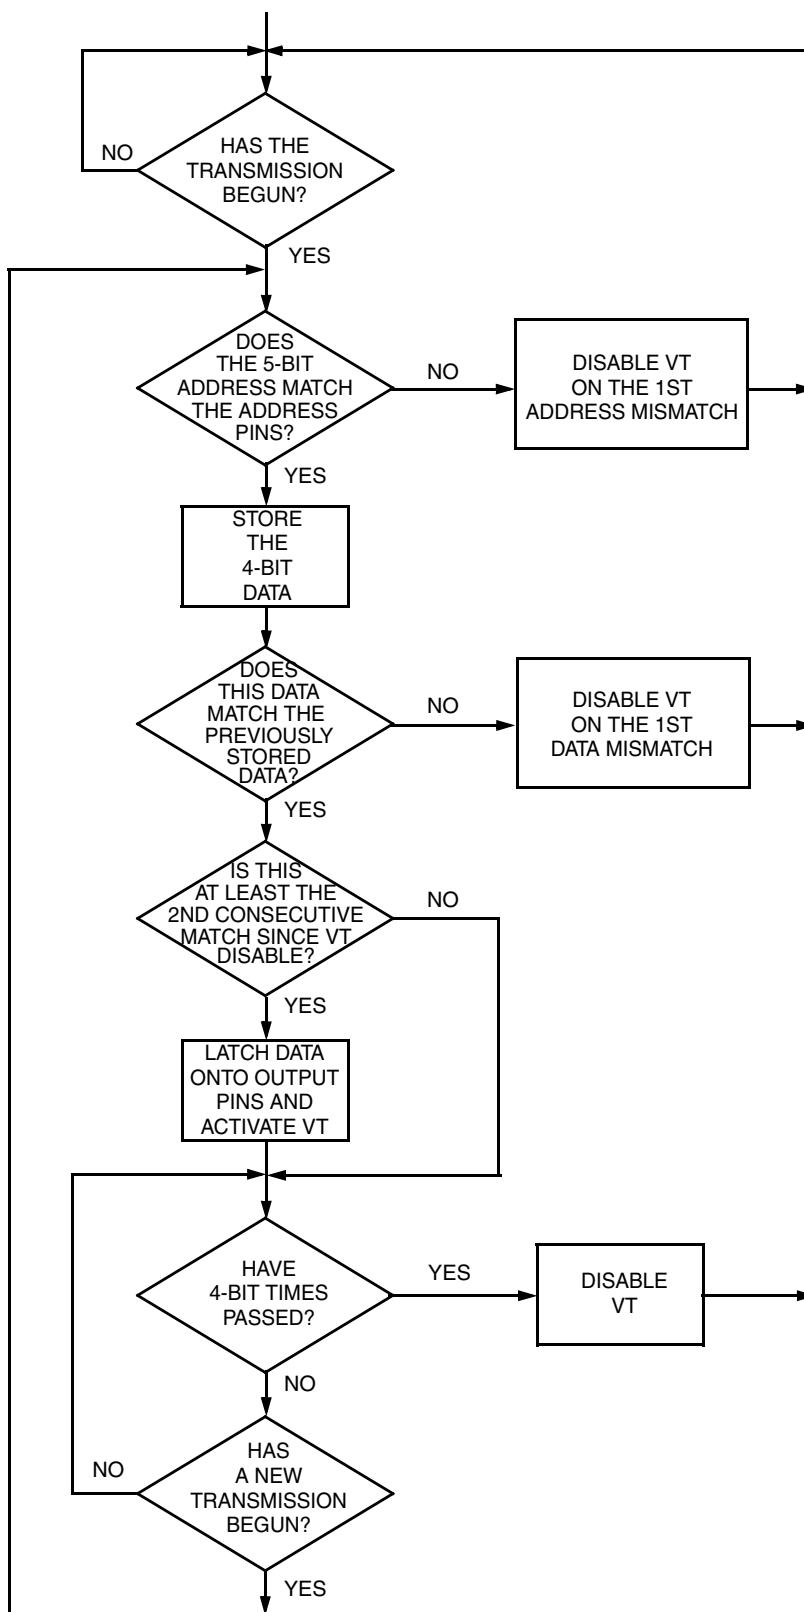 HAS THE
TRANSMISSION
BEGUN?
NO
YES
DOES
THE 5-BIT
ADDRESS MATCH
THE ADDRESS
PINS?
NO
DISABLE VT
ON THE 1ST
ADDRESS MISMATCH
YES
STORE
THE
4-BIT
DATA
DOES
THIS DATA
MATCH THE
PREVIOUSLY
STORED
DATA?
NO
DISABLE VT
ON THE 1ST
DATA MISMATCH
YES
IS THIS
AT LEAST THE
2ND CONSECUTIVE
MATCH SINCE VT
DISABLE?
NO
YES
LATCH DATA
ONTO OUTPUT
PINS AND
ACTIVATE VT
HAVE
4-BIT TIMES
PASSED?
YES
DISABLE
VT
NO
HAS
A NEW
TRANSMISSION
BEGUN?
NO
YES